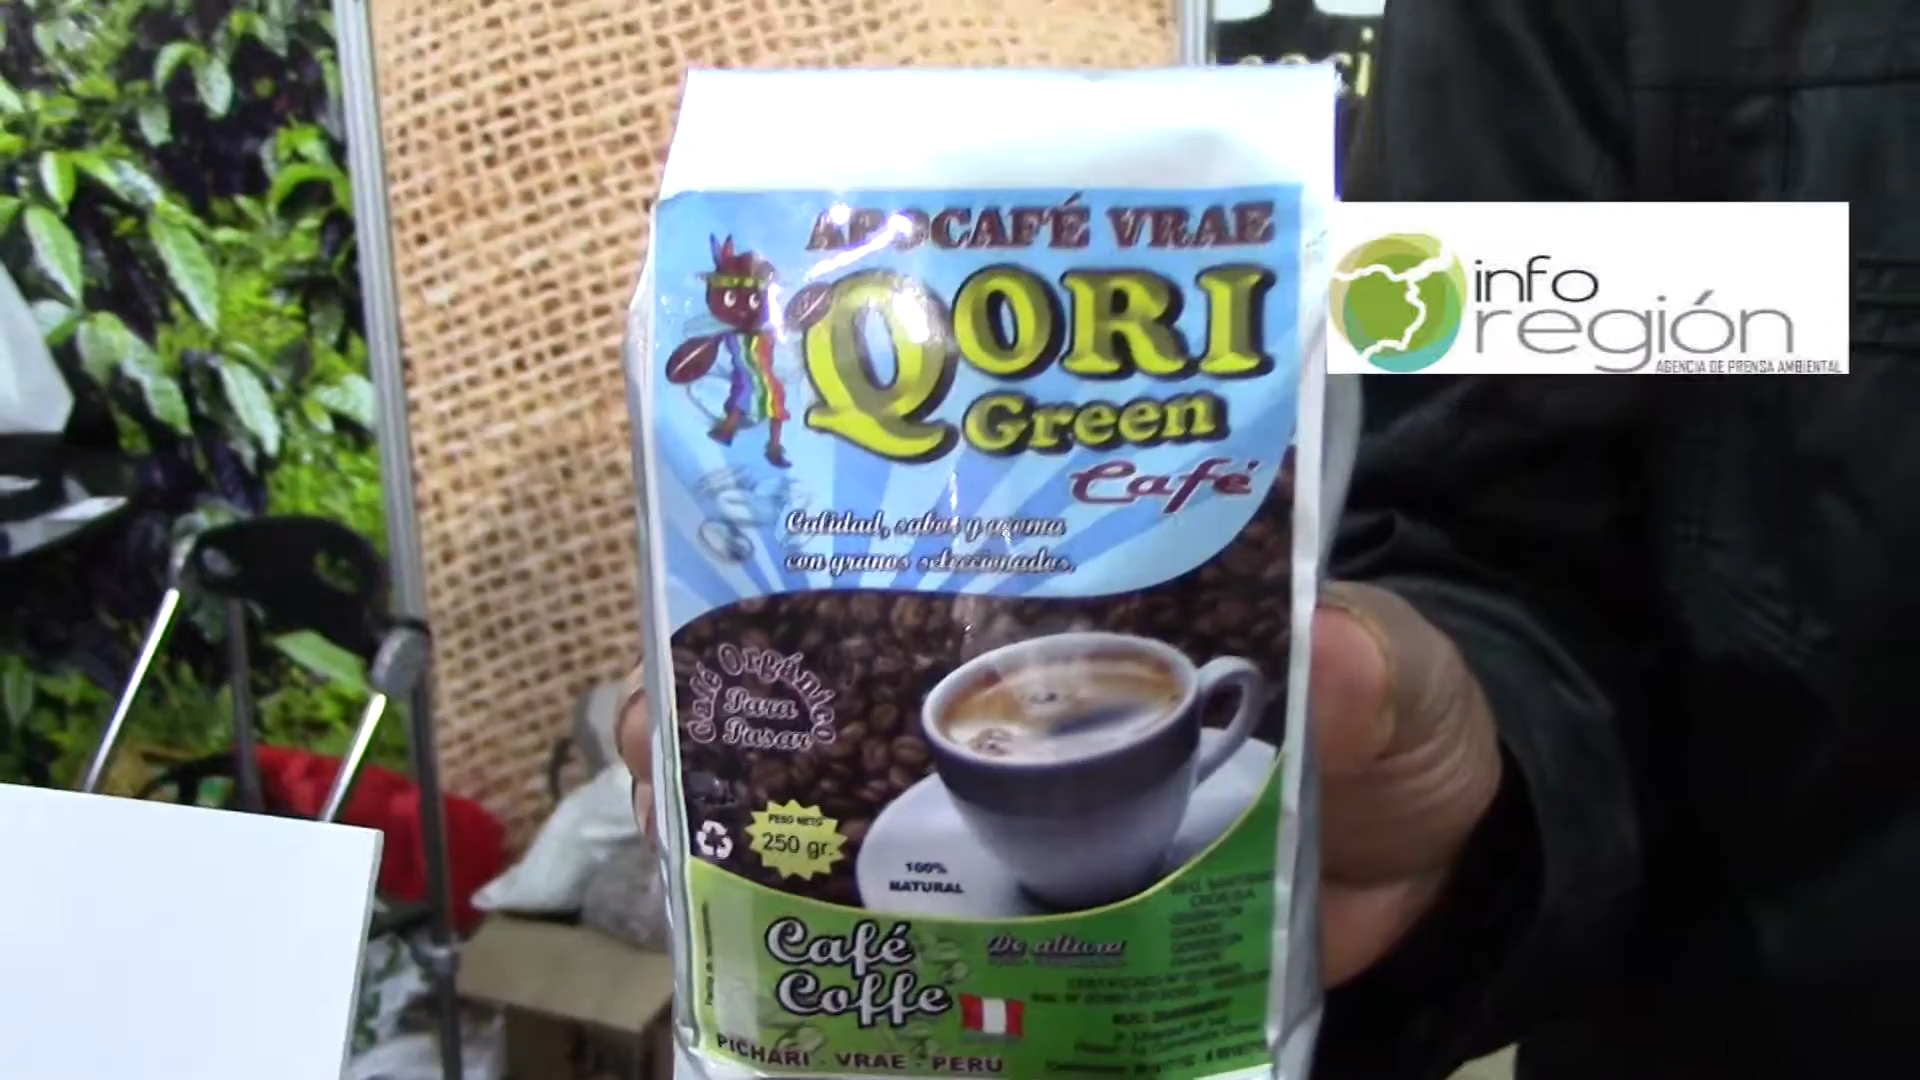 APOCAFÉ VRAE
QORI
Green
Café
Calidad, sabor y aroma
con granos seleccionados.
info
región
AGENCIA DE PRENSA AMBIENTAL
Café Orgánico
Para
Pasar
PESO NETO
250 gr.
100%
NATURAL
Café
Coffe
De altura
PICHARI - VRAE - PERU